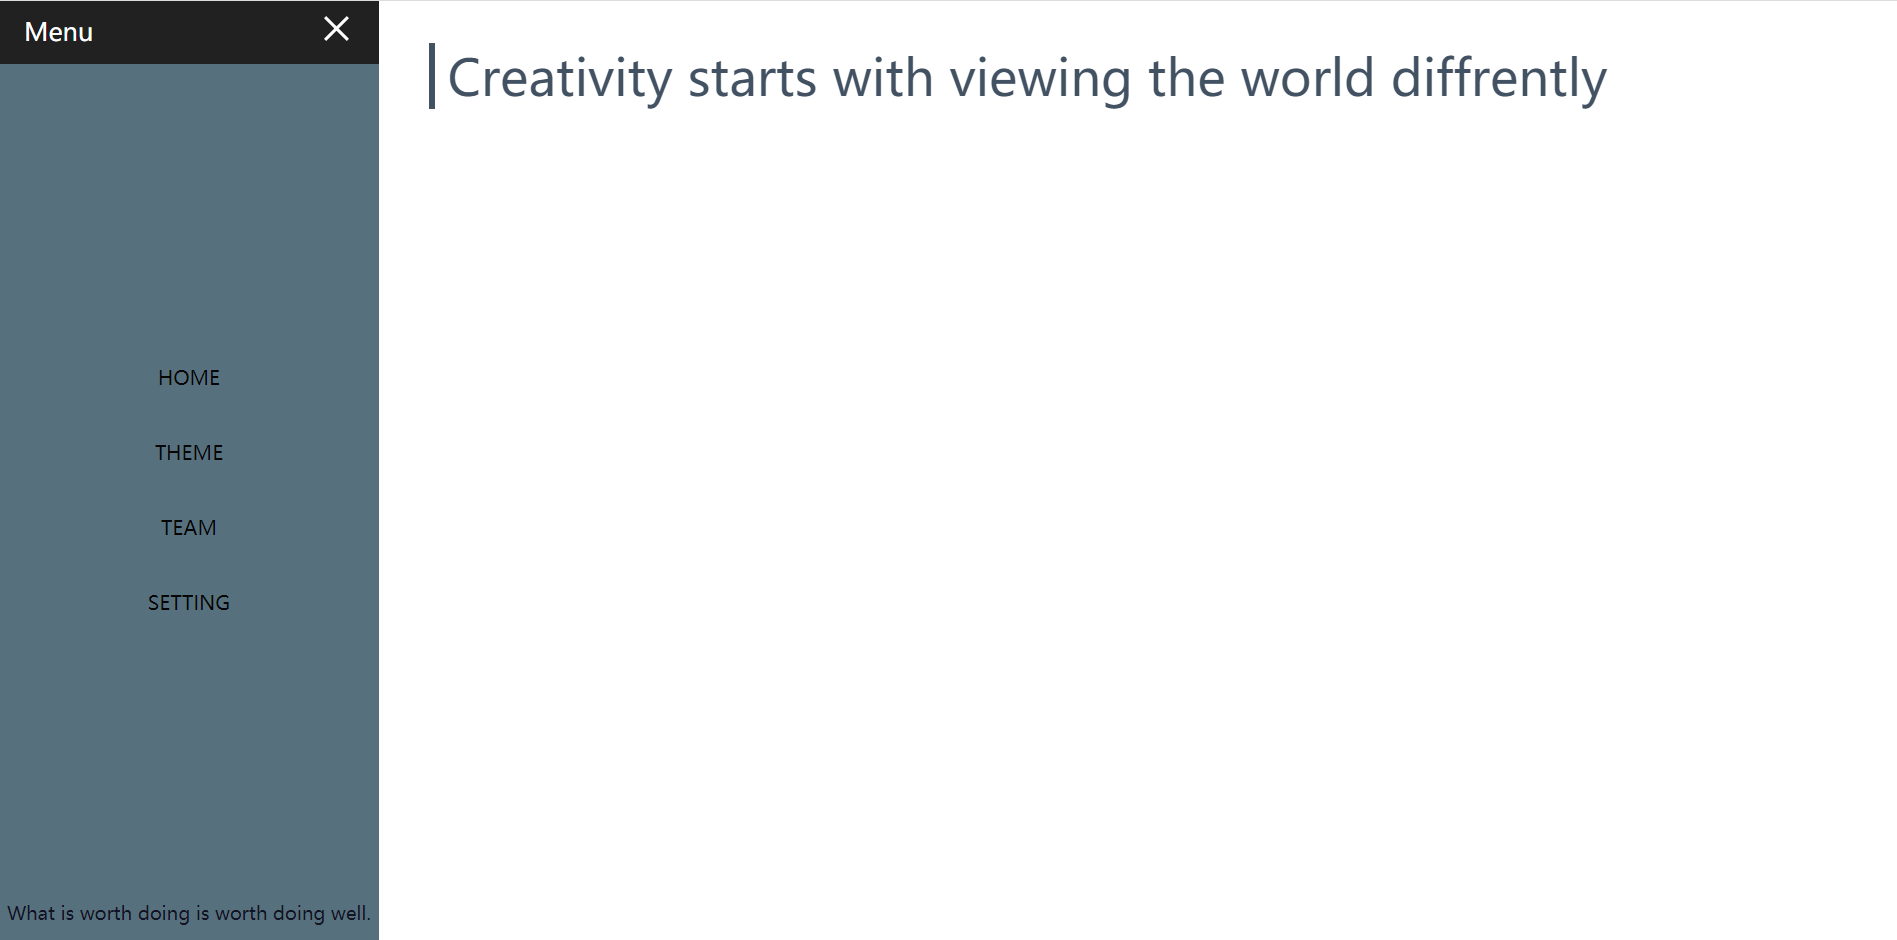 Menu
Creativity starts with viewing the world diffrently
HOME
THEME
TEAM
SETTING
What is worth doing is worth doing well.